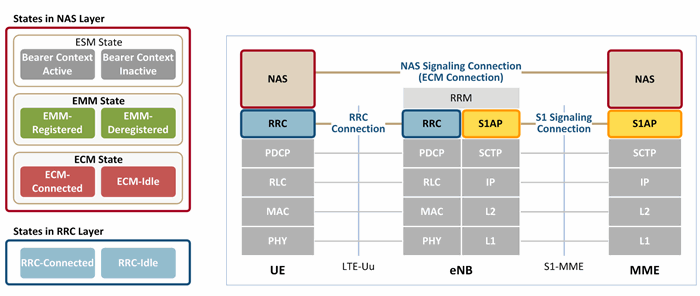 States in NAS Layer
ESM State
Bearer Context Active
Bearer Context Inactive
EMM State
EMM-Registered
EMM-Deregistered
ECM State
ECM-Connected
ECM-Idle
States in RRC Layer
RRC-Connected
RRC-Idle
NAS
NAS Signaling Connection
(ECM Connection)
NAS
RRM
RRC
RRC Connection
RRC
S1AP
S1 Signaling Connection
S1AP
PDCP
PDCP
SCTP
SCTP
RLC
RLC
IP
IP
MAC
MAC
L2
L2
PHY
PHY
L1
L1
UE
LTE-Uu
eNB
S1-MME
MME